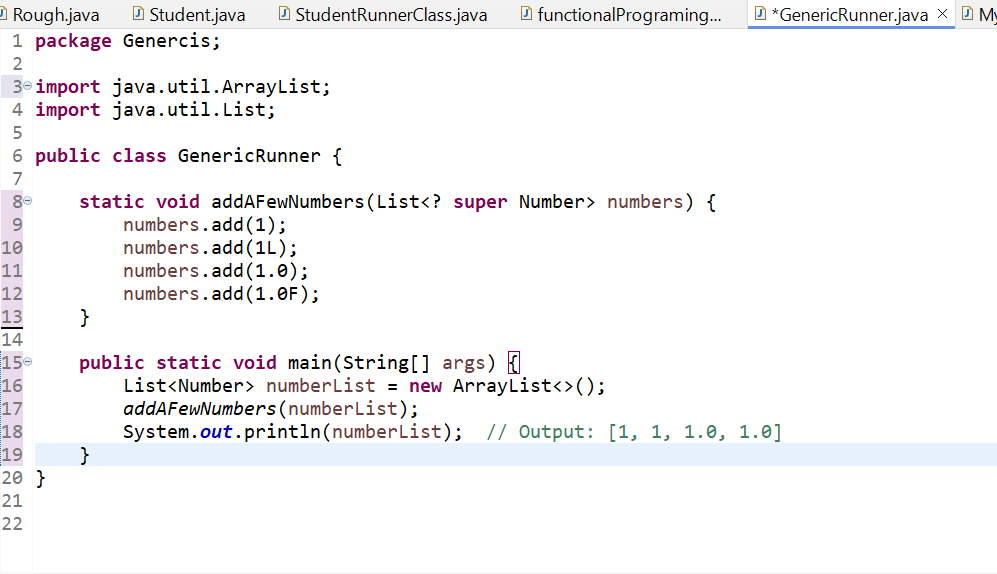 Rough.java Student.java StudentRunnerClass.java functionalPrograming... *GenericRunner.java My
1 package Genercis;
2
3 import java.util.ArrayList;
4 import java.util.List;
5
6 public class GenericRunner {
7
8     static void addAFewNumbers(List<? super Number> numbers) {
9         numbers.add(1);
10         numbers.add(1L);
11         numbers.add(1.0);
12         numbers.add(1.0F);
13     }
14
15     public static void main(String[] args) {
16         List<Number> numberList = new ArrayList<>();
17         addAFewNumbers(numberList);
18         System.out.println(numberList);  // Output: [1, 1, 1.0, 1.0]
19     }
20 }
21
22